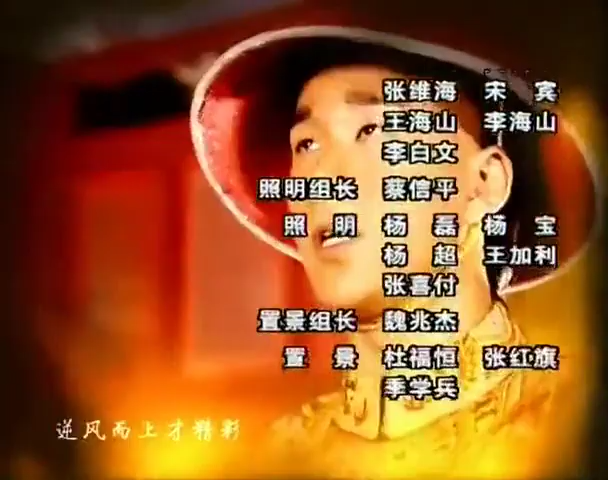 张维海 宋宾
王海山 李海山
李白文
照明组长 蔡信平
照明 杨磊 杨宝
杨超 王加利
张喜付
置景组长 魏兆杰
置景 杜福恒 张红旗
季学兵
逆风而上才精彩